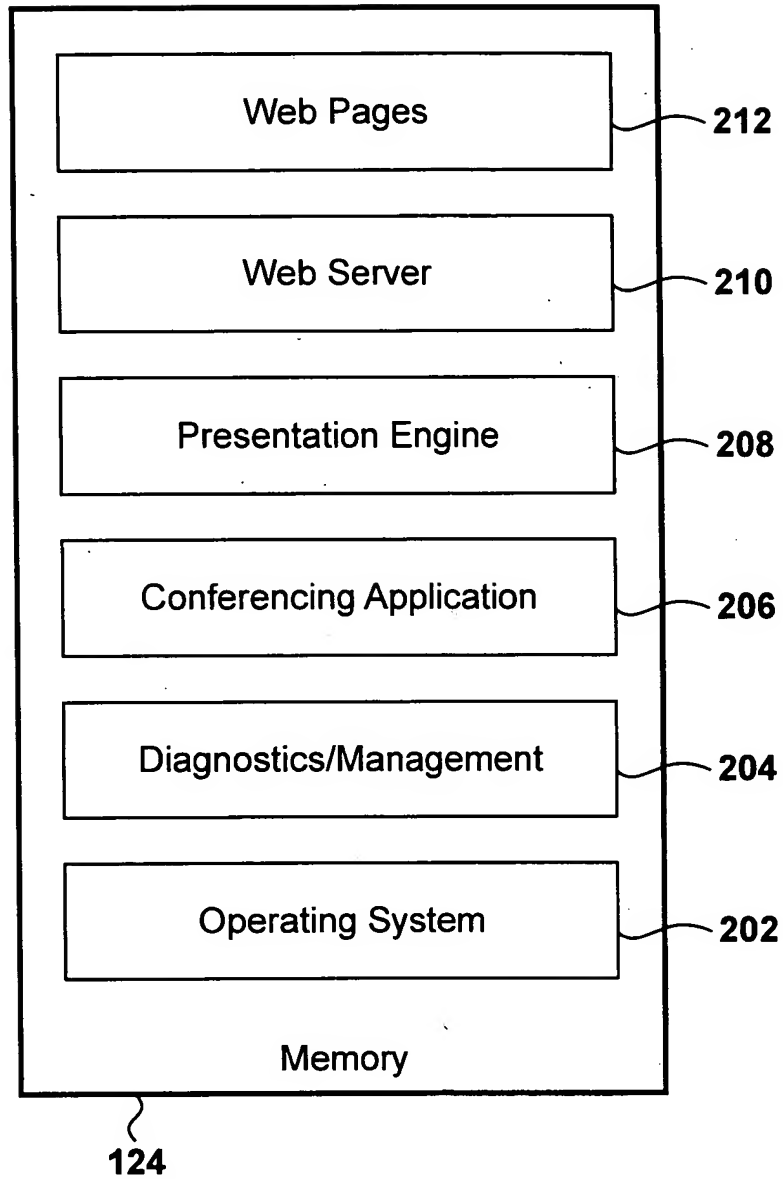 Web Pages
212
Web Server
210
Presentation Engine
208
Conferencing Application
206
Diagnostics/Management
204
Operating System
202
Memory
124